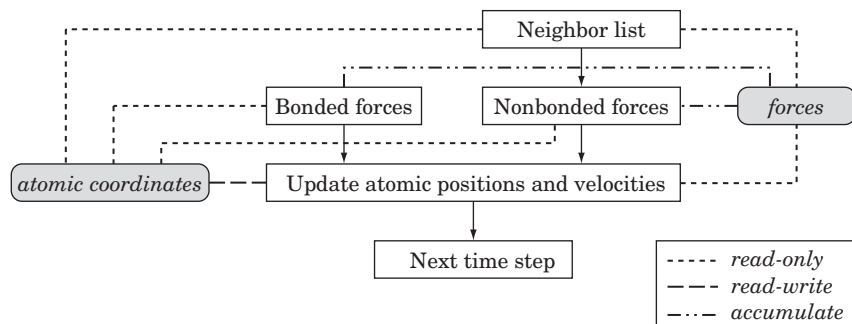 Neighbor list
Bonded forces
Nonbonded forces
forces
atomic coordinates
Update atomic positions and velocities
Next time step
read-only
read-write
accumulate